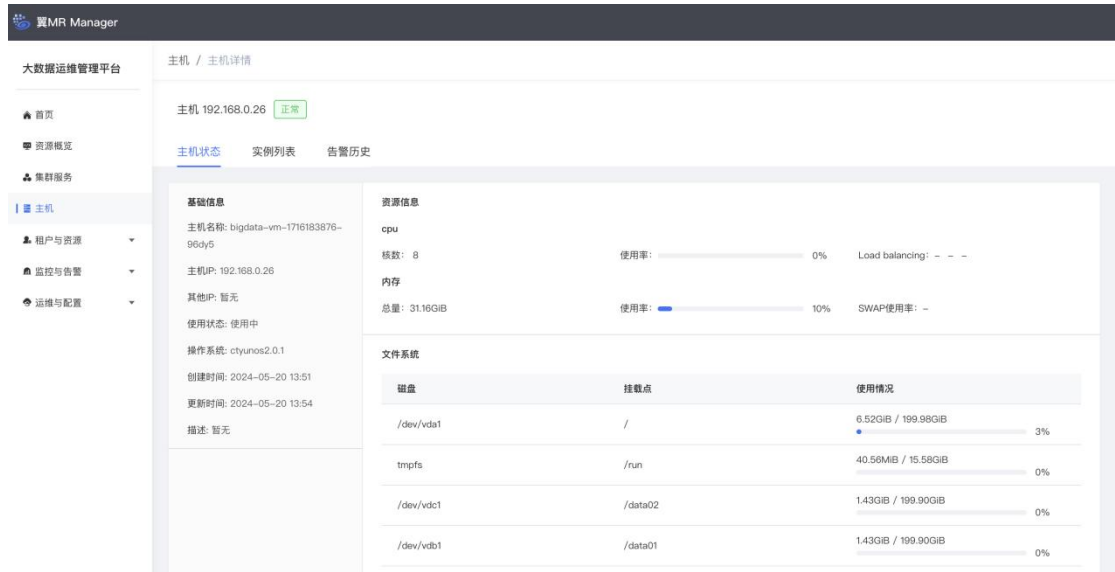 翼MR Manager
大数据运维管理平台
首页
资源概览
集群服务
主机
租户与资源
监控与告警
运维与配置
主机 / 主机详情
主机 192.168.0.26 正常
主机状态 实例列表 告警历史
基础信息
主机名称: bigdata-vm-1716183876-
96dy5
主机IP: 192.168.0.26
其他IP: 暂无
使用状态: 使用中
操作系统: ctyunos2.0.1
创建时间: 2024-05-20 13:51
更新时间: 2024-05-20 13:54
描述: 暂无
资源信息
cpu
核数: 8 使用率: 0% Load balancing: - - -
内存
总量: 31.16GiB 使用率: 10% SWAP使用率: -
文件系统
磁盘 挂载点 使用情况
/dev/vda1 / 6.52GiB / 199.98GiB 3%
tmpfs /run 40.56MiB / 15.58GiB 0%
/dev/vdc1 /data02 1.43GiB / 199.90GiB 0%
/dev/vdb1 /data01 1.43GiB / 199.90GiB 0%